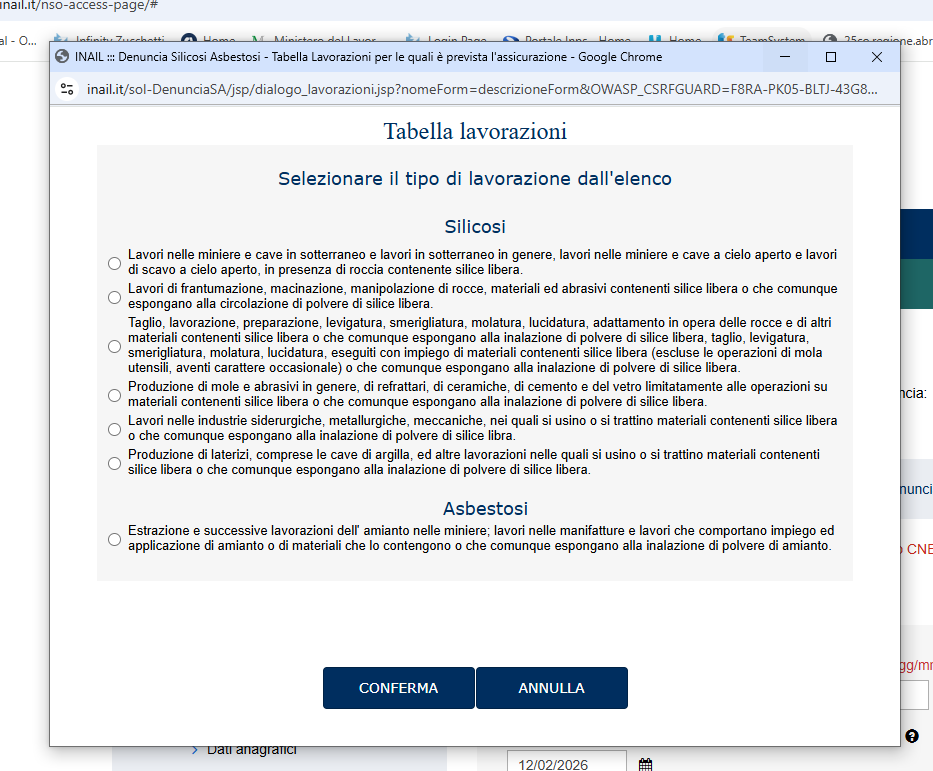 inail.it/nso-access-page/#
al - O...
Infinity Zucchetti
Home
Ministero del Lavor
Login Page
Portale Inps
Home
Home
TeamSystem
25co.regione.abr
INAIL ::: Denuncia Silicosi Asbestosi - Tabella Lavorazioni per le quali è prevista l'assicurazione - Google Chrome
inail.it/sol-DenunciaSA/jsp/dialogo_lavorazioni.jsp?nomeForm=descrizioneForm&OWASP_CSRFGUARD=F8RA-PK05-BLTJ-43G8...
Tabella lavorazioni
Selezionare il tipo di lavorazione dall'elenco
Silicosi
Lavori nelle miniere e cave in sotterraneo e lavori in sotterraneo in genere, lavori nelle miniere e cave a cielo aperto e lavori
di scavo a cielo aperto, in presenza di roccia contenente silice libera.
Lavori di frantumazione, macinazione, manipolazione di rocce, materiali ed abrasivi contenenti silice libera o che comunque
espongano alla circolazione di polvere di silice libera.
Taglio, lavorazione, preparazione, levigatura, smerigliatura, molatura, lucidatura, adattamento in opera delle rocce e di altri
materiali contenenti silice libera o che comunque espongano alla inalazione di polvere di silice libera, taglio, levigatura,
smerigliatura, molatura, lucidatura, eseguiti con impiego di materiali contenenti silice libera (escluse le operazioni di mola
utensili, aventi carattere occasionale) o che comunque espongano alla inalazione di polvere di silice libera.
Produzione di mole e abrasivi in genere, di refrattari, di ceramiche, di cemento e del vetro limitatamente alle operazioni su
materiali contenenti silice libera o che comunque espongano alla inalazione di polvere di silice libera.
Lavori nelle industrie siderurgiche, metallurgiche, meccaniche, nei quali si usino o si trattino materiali contenenti silice libera
o che comunque espongano alla inalazione di polvere di silice libra.
Produzione di laterizi, comprese le cave di argilla, ed altre lavorazioni nelle quali si usino o si trattino materiali contenenti
silice libera o che comunque espongano alla inalazione di polvere di silice libera.
Asbestosi
Estrazione e successive lavorazioni dell' amianto nelle miniere; lavori nelle manifatture e lavori che comportano impiego ed
applicazione di amianto o di materiali che lo contengono o che comunque espongano alla inalazione di polvere di amianto.
CONFERMA
ANNULLA
ncia:
nunci
CNE
gg/mr
Dati anagrafici
12/02/2026